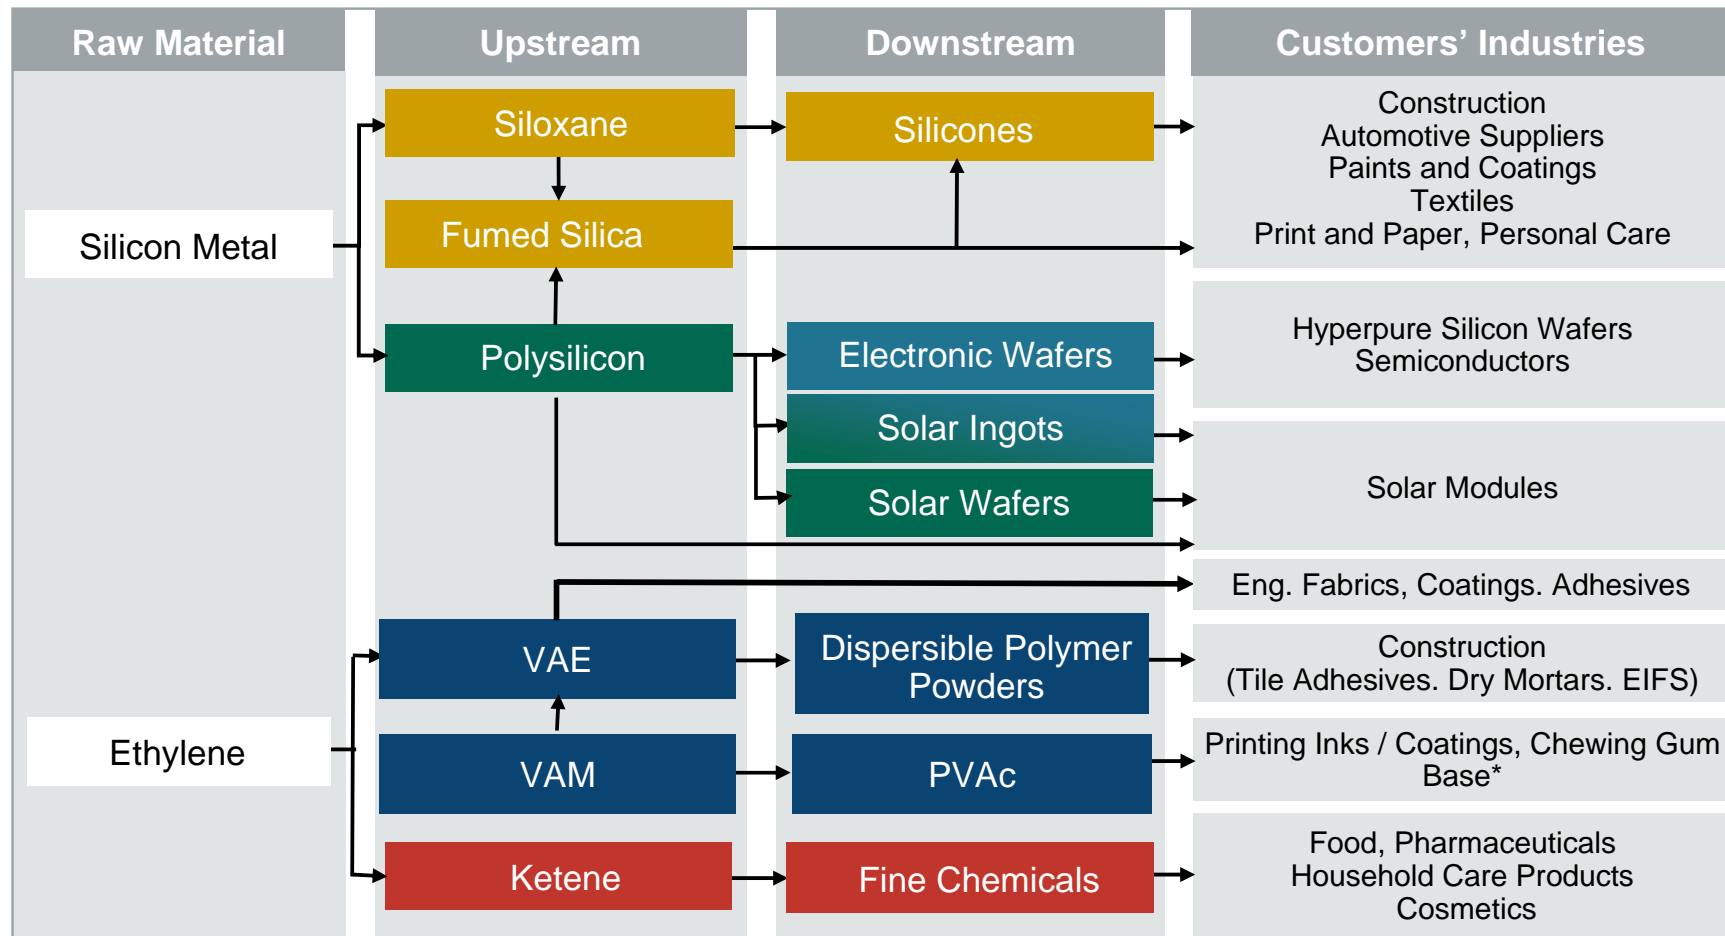 Raw Material
Upstream
Downstream
Customers’ Industries
Siloxane
Silicones
Construction
Automotive Suppliers
Paints and Coatings
Textiles
Print and Paper, Personal Care
Silicon Metal
Fumed Silica
Polysilicon
Electronic Wafers
Hyperpure Silicon Wafers
Semiconductors
Solar Ingots
Solar Wafers
Solar Modules
Eng. Fabrics, Coatings. Adhesives
Ethylene
VAE
Dispersible Polymer
Powders
Construction
(Tile Adhesives. Dry Mortars. EIFS)
VAM
PVAc
Printing Inks / Coatings, Chewing Gum
Base*
Ketene
Fine Chemicals
Food, Pharmaceuticals
Household Care Products
Cosmetics